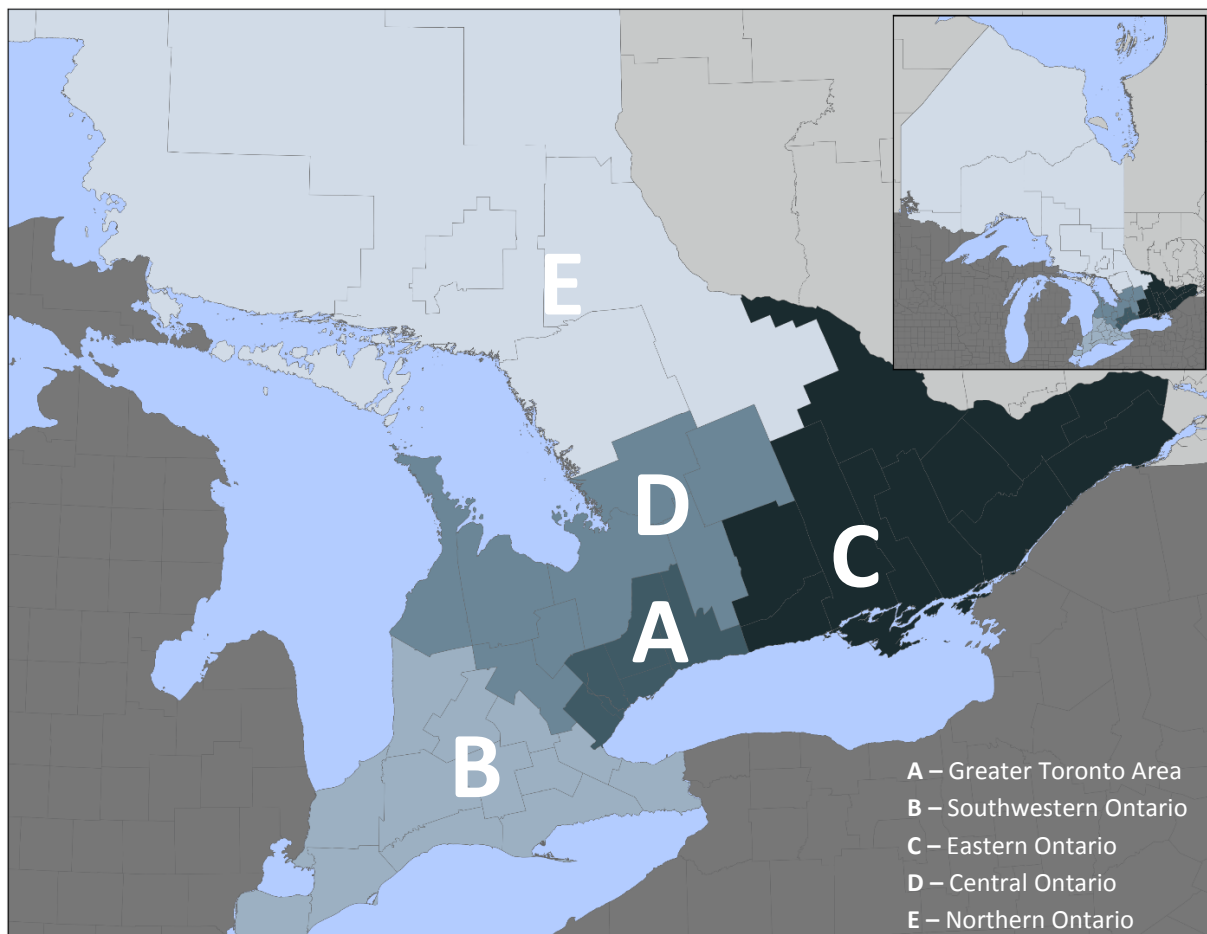 E
D
C
A
B
A – Greater Toronto Area
B – Southwestern Ontario
C – Eastern Ontario
D – Central Ontario
E – Northern Ontario